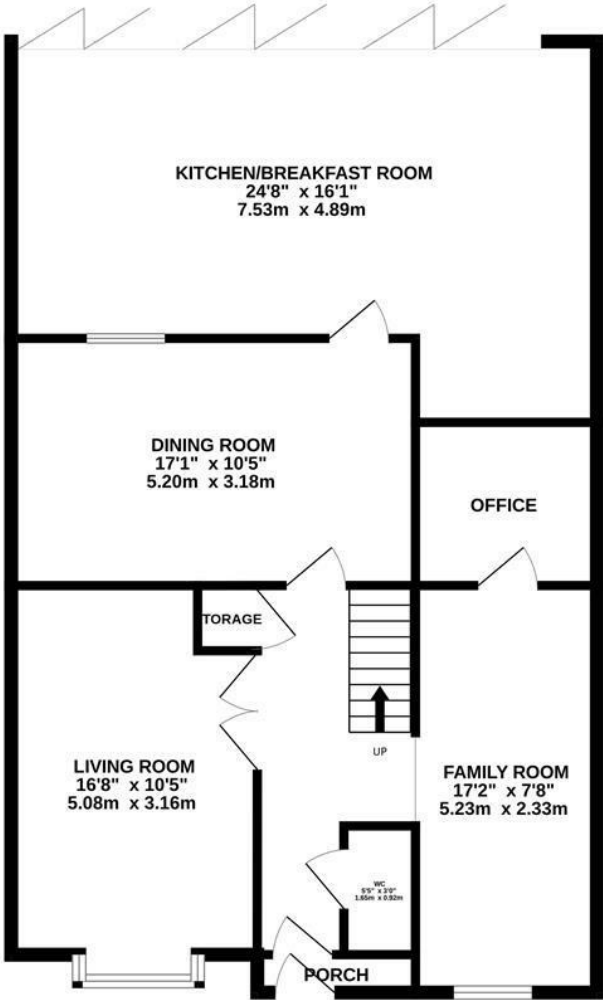 KITCHEN/BREAKFAST ROOM
24'8" x 16'1"
7.53m x 4.89m
DINING ROOM
17'1" x 10'5"
5.20m x 3.18m
OFFICE
TORAGE
UP
LIVING ROOM
16'8" x 10'5"
5.08m x 3.16m
FAMILY ROOM
17'2" x 7'8"
5.23m x 2.33m
WC
5'5" x 3'0"
1.65m x 0.92m
PORCH